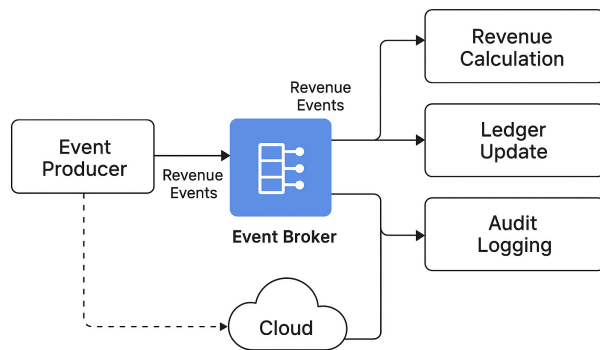 Revenue
Calculation
Revenue
Events
Ledger
Update
Event
Producer
Revenue
Events
Event Broker
Audit
Logging
Cloud